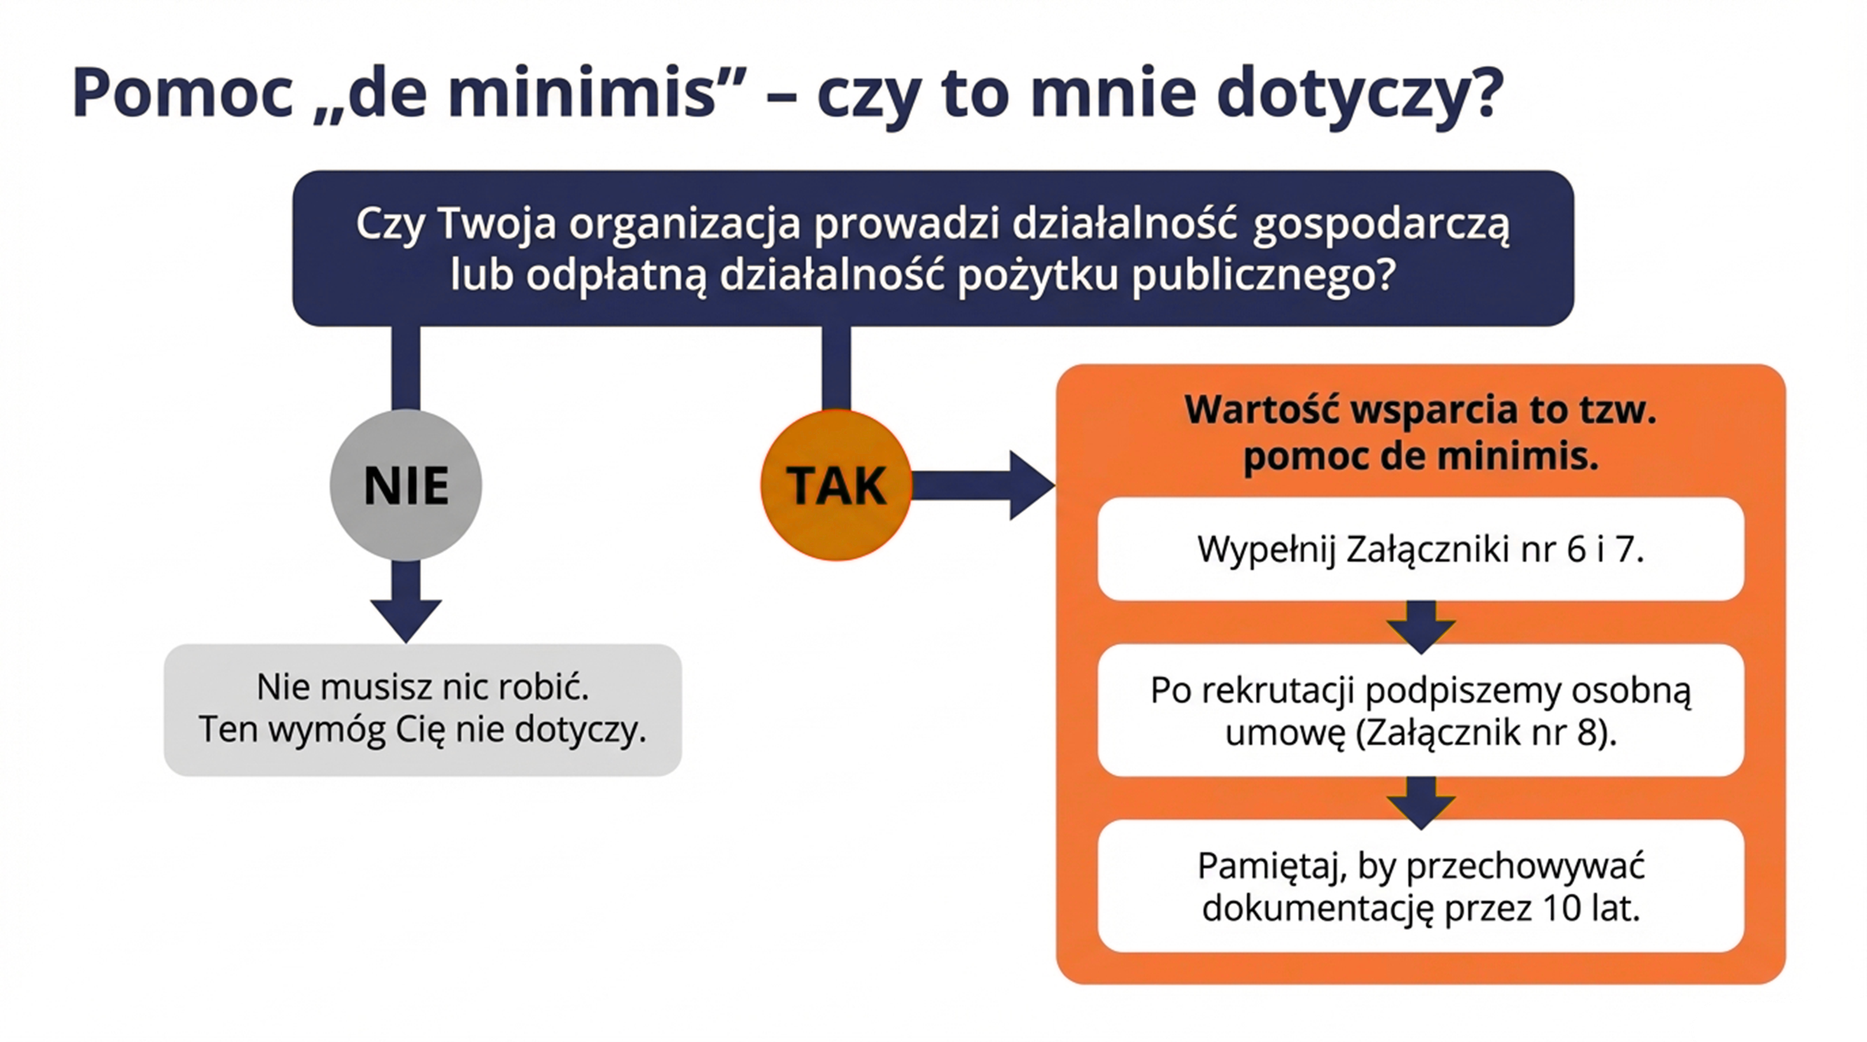 Pomoc „de minimis” – czy to mnie dotyczy?
Czy Twoja organizacja prowadzi działalność gospodarczą
lub odpłatną działalność pożytku publicznego?
NIE
Nie musisz nic robić.
Ten wymóg Cię nie dotyczy.
TAK
Wartość wsparcia to tzw.
pomoc de minimis.
Wypełnij Załączniki nr 6 i 7.
Po rekrutacji podpiszemy osobną
umowę (Załącznik nr 8).
Pamiętaj, by przechowywać
dokumentację przez 10 lat.